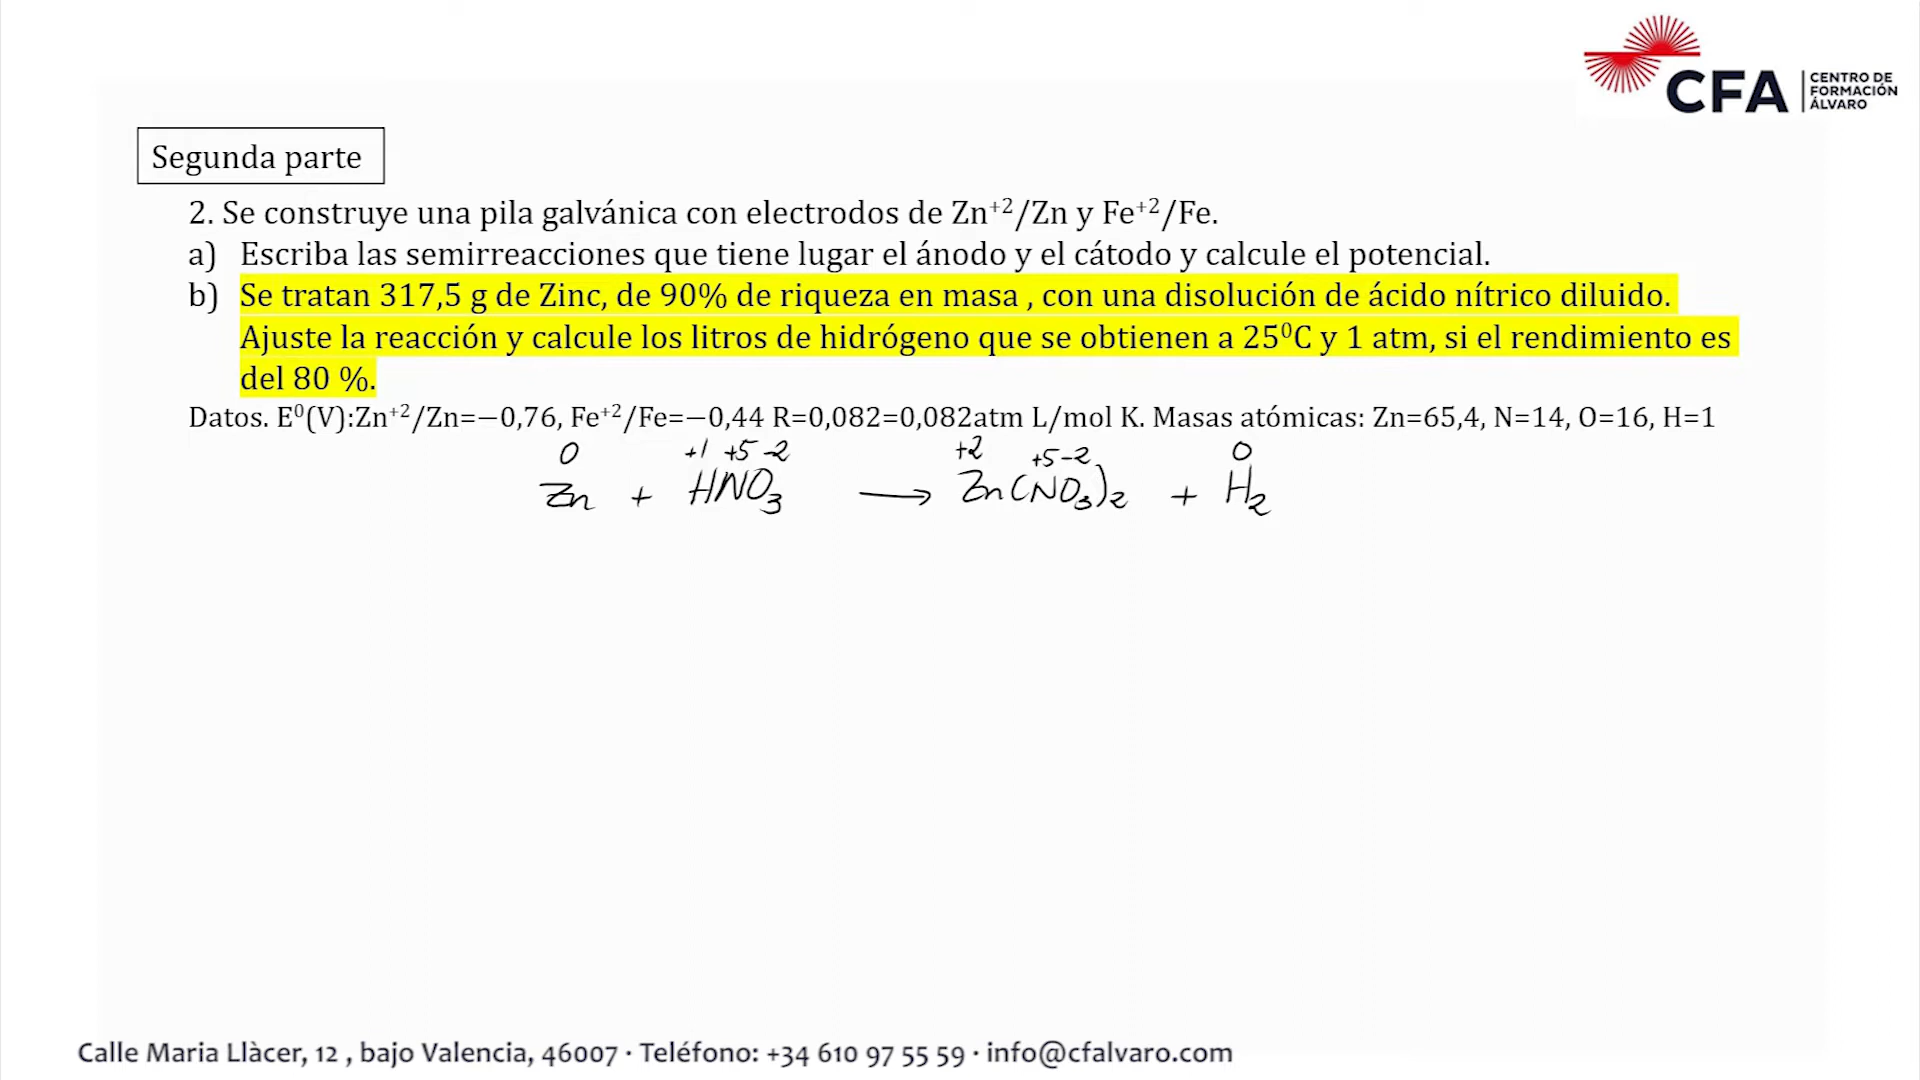 CFA CENTRO DE
FORMACIÓN
ÁLVARO
Segunda parte
2. Se construye una pila galvánica con electrodos de Zn⁺²/Zn y Fe⁺²/Fe.
a) Escriba las semirreacciones que tiene lugar el ánodo y el cátodo y calcule el potencial.
b) Se tratan 317,5 g de Zinc, de 90% de riqueza en masa , con una disolución de ácido nítrico diluido.
Ajuste la reacción y calcule los litros de hidrógeno que se obtienen a 25⁰C y 1 atm, si el rendimiento es
del 80 %.
Datos. E⁰(V):Zn⁺²/Zn=−0,76, Fe⁺²/Fe=−0,44 R=0,082=0,082atm L/mol K. Masas atómicas: Zn=65,4, N=14, O=16, H=1
0 +1 +5 -2 +2 +5 -2 0
Zn + HNO₃ → Zn(NO₃)₂ + H₂
Calle Maria Llàcer, 12 , bajo Valencia, 46007 · Teléfono: +34 610 97 55 59 · info@cfalvaro.com